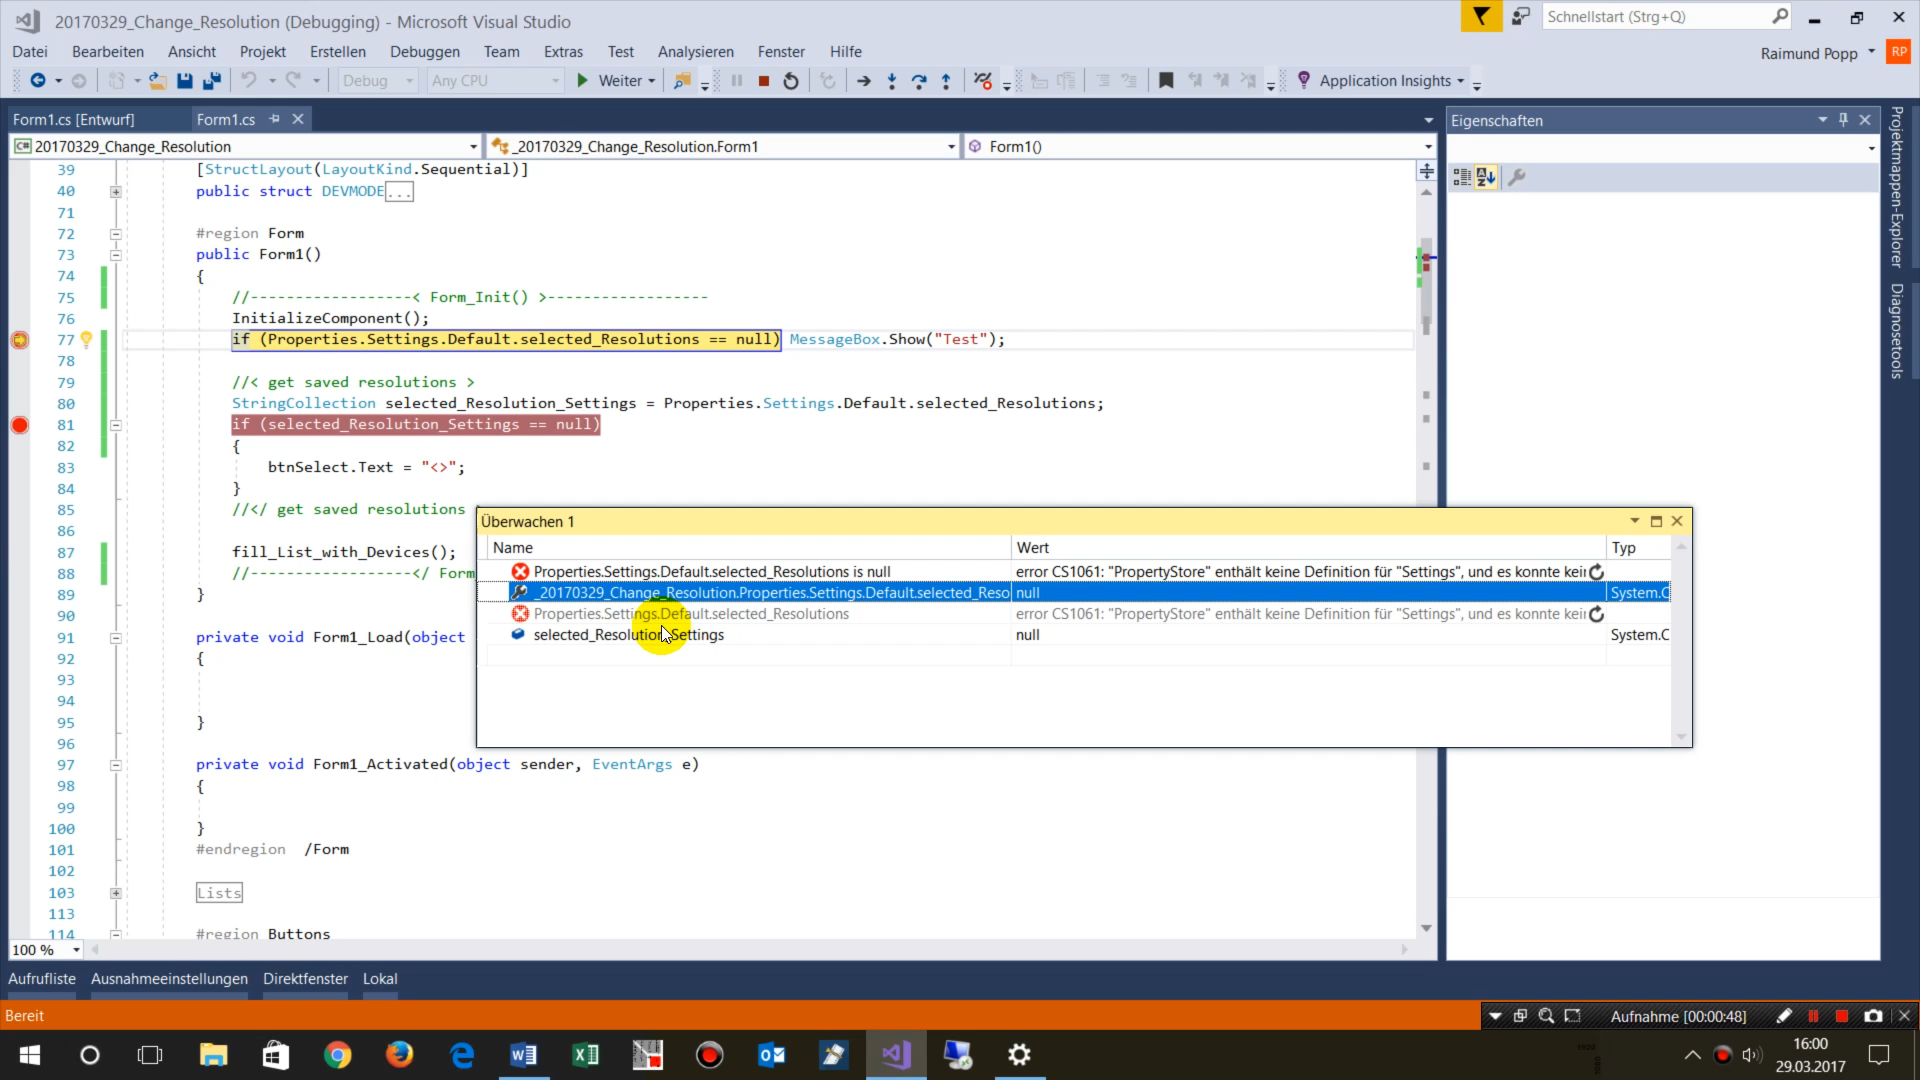 20170329_Change_Resolution (Debugging) - Microsoft Visual Studio
Schnellstart (Strg+Q)
Datei Bearbeiten Ansicht Projekt Erstellen Debuggen Team Extras Test Analysieren Fenster Hilfe
Raimund Popp RP
Debug Any CPU Weiter Application Insights
Form1.cs [Entwurf] Form1.cs
Eigenschaften
C# 20170329_Change_Resolution _20170329_Change_Resolution.Form1 Form1()
39 [StructLayout(LayoutKind.Sequential)]
40 public struct DEVMODE...
71
72 #region Form
73 public Form1()
74 {
75 //------------------< Form_Init() >------------------
76 InitializeComponent();
77 if (Properties.Settings.Default.selected_Resolutions == null) MessageBox.Show("Test");
78
79 //< get saved resolutions >
80 StringCollection selected_Resolution_Settings = Properties.Settings.Default.selected_Resolutions;
81 if (selected_Resolution_Settings == null)
82 {
83 btnSelect.Text = "<>";
84 }
85 //</ get saved resolutions
86
87 fill_List_with_Devices();
88 //------------------</ Form
89 }
90
91 private void Form1_Load(object
92 {
93
94
95 }
96
97 private void Form1_Activated(object sender, EventArgs e)
98 {
99
100 }
101 #endregion /Form
102
103 Lists
113
114 #region Buttons
Überwachen 1
Name Wert Typ
Properties.Settings.Default.selected_Resolutions is null error CS1061: "PropertyStore" enthält keine Definition für "Settings", und es konnte kei
_20170329_Change_Resolution.Properties.Settings.Default.selected_Reso null System.C
Properties.Settings.Default.selected_Resolutions error CS1061: "PropertyStore" enthält keine Definition für "Settings", und es konnte kei
selected_Resolution_Settings null System.C
Projektmappen-Explorer
Diagnosetools
100 %
Aufrufliste Ausnahmeeinstellungen Direktfenster Lokal
Bereit
Aufnahme [00:00:48]
16:00
29.03.2017